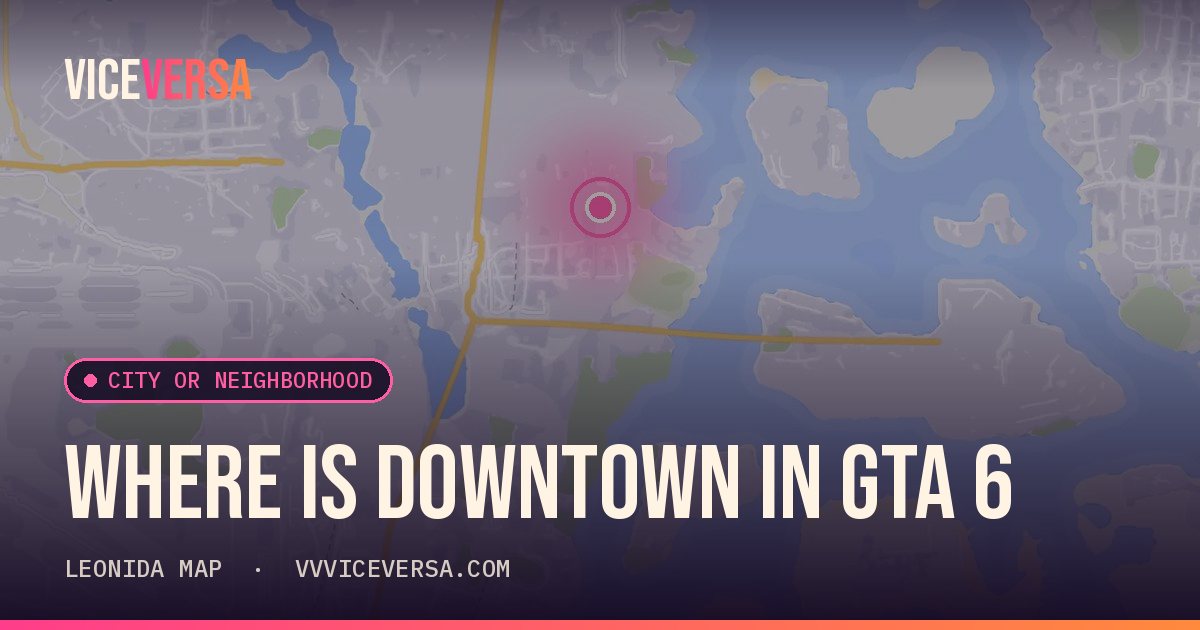 VICEVERSA
CITY OR NEIGHBORHOOD
WHERE IS DOWNTOWN IN GTA 6
LEONIDA MAP · VVVICEVERSA.COM